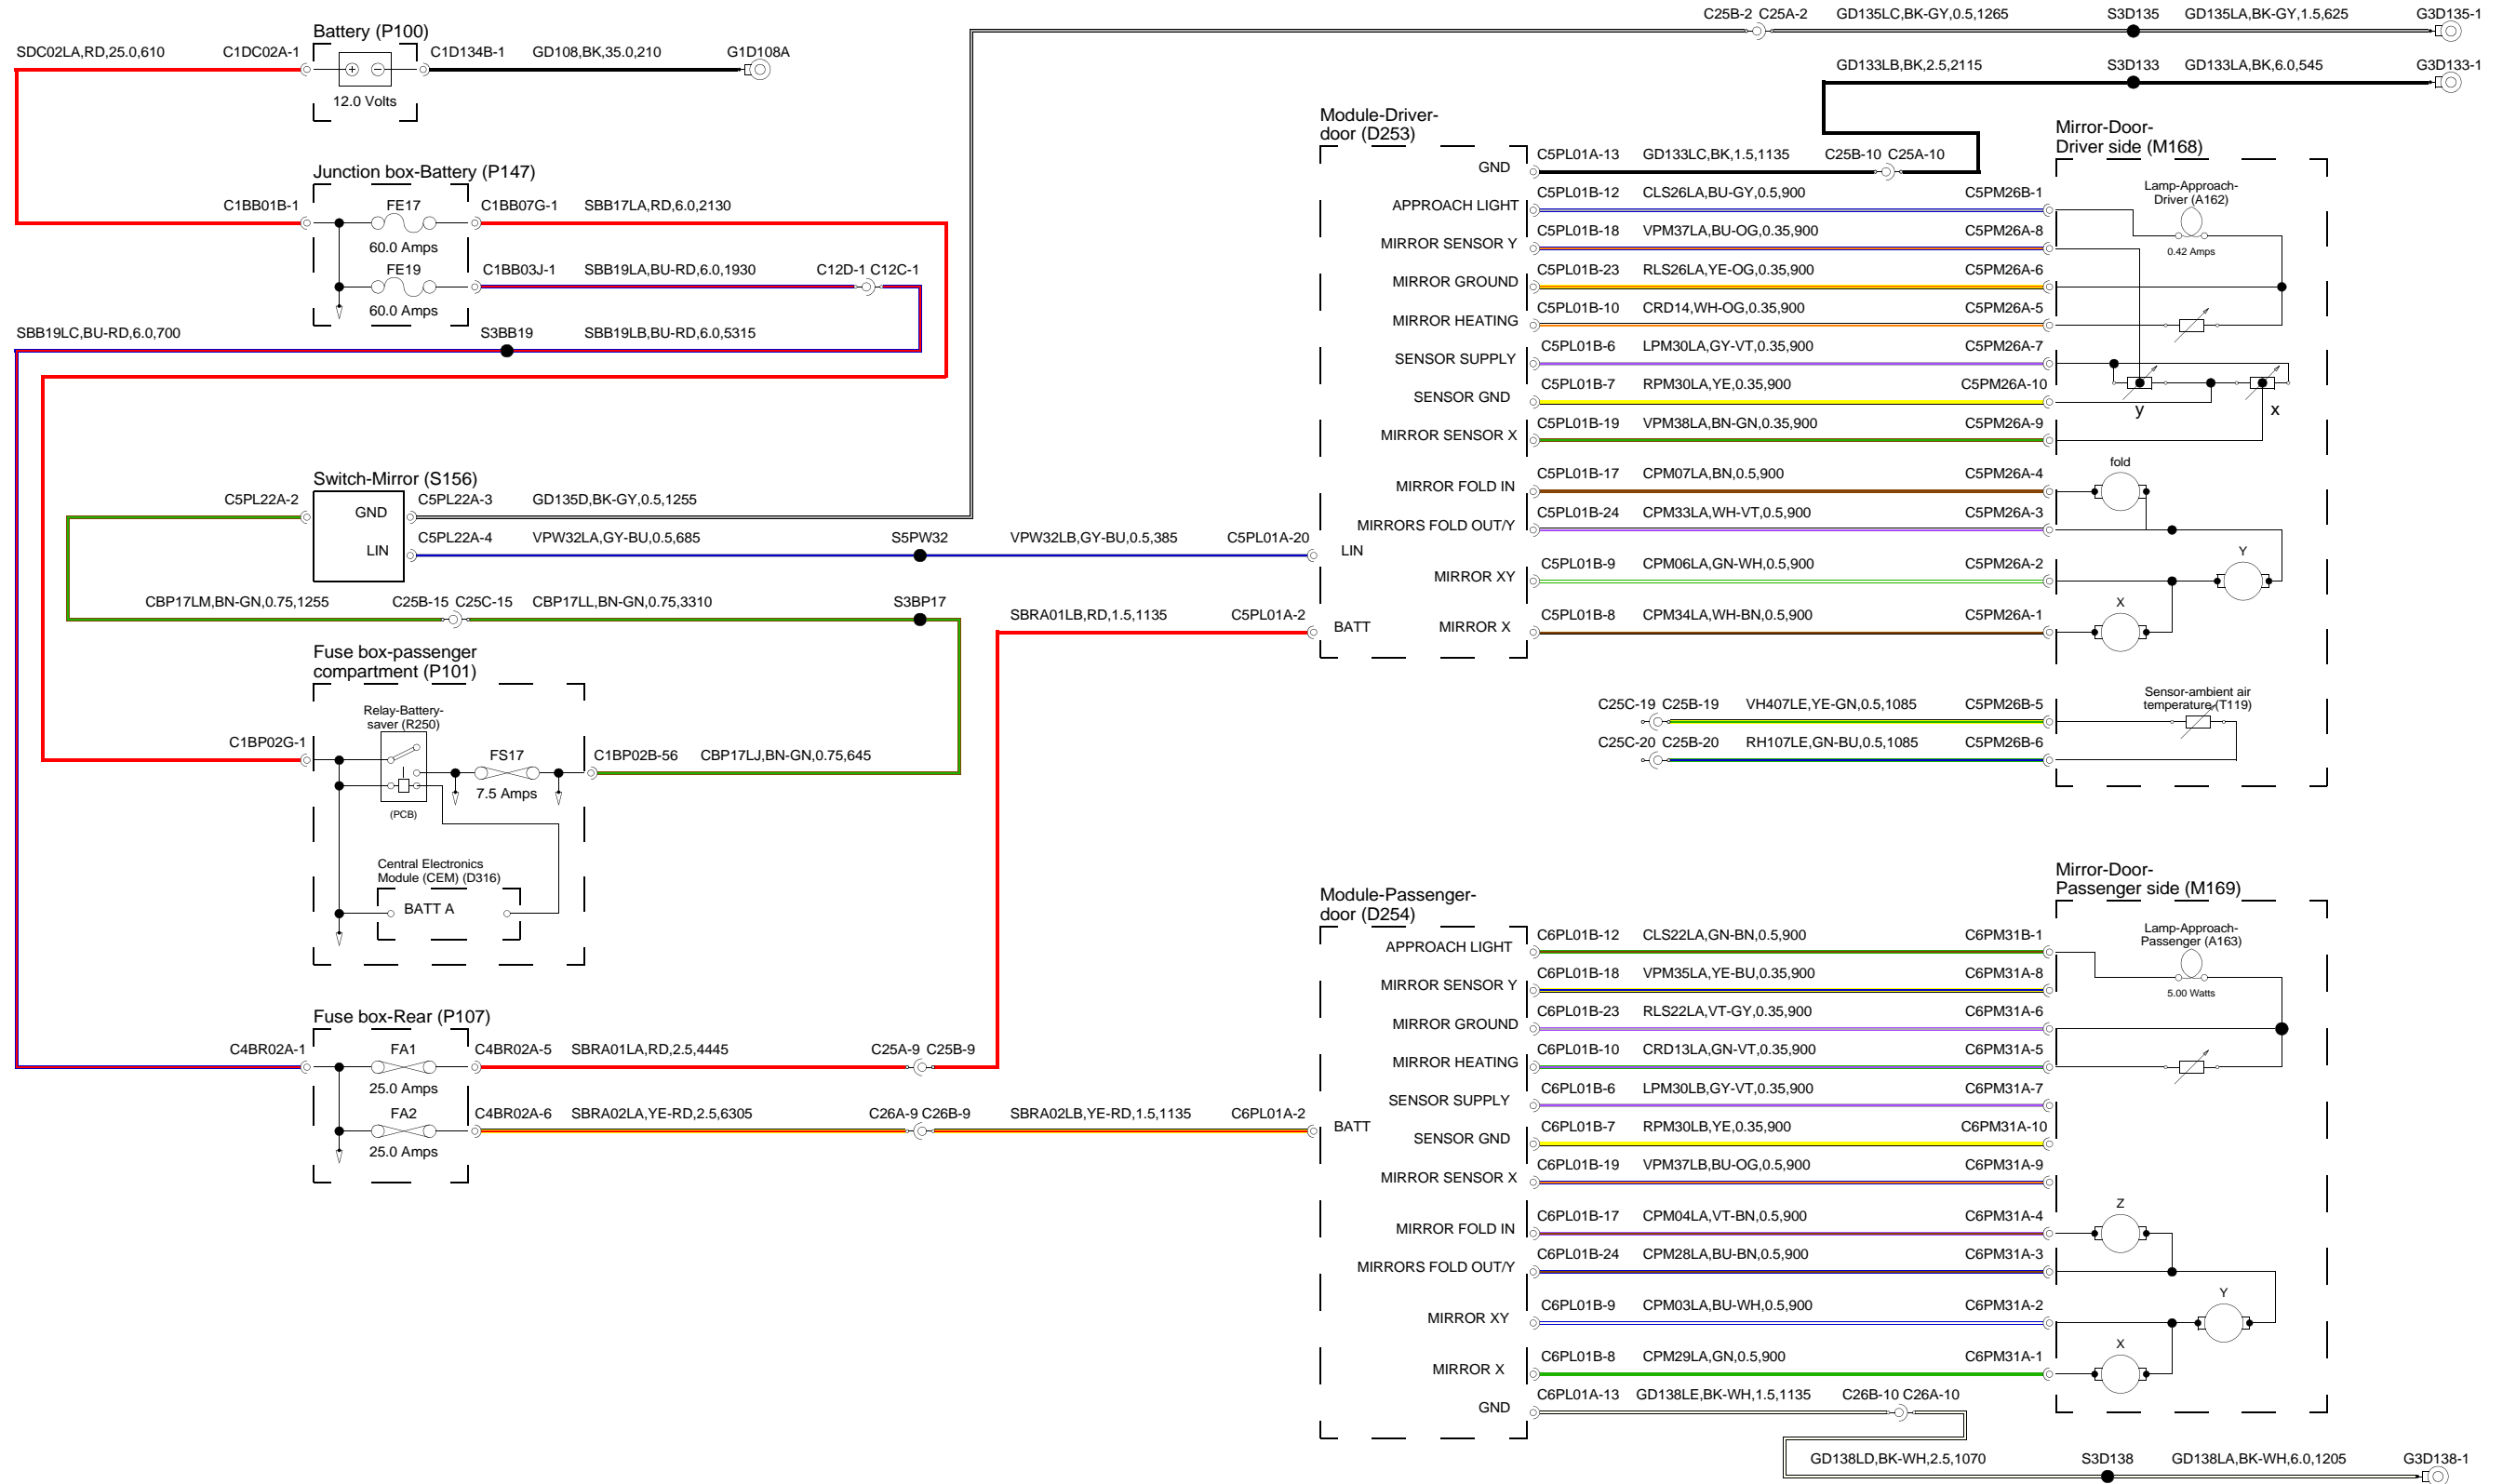 C25B-2 C25A-2 GD135LC,BK-GY,0.5,1265 S3D135 GD135LA,BK-GY,1.5,625 G3D135-1
Battery (P100)
SDC02LA,RD,25.0,610 C1DC02A-1 C1D134B-1 GD108,BK,35.0,210 G1D108A
12.0 Volts
GD133LB,BK,2.5,2115 S3D133 GD133LA,BK,6.0,545 G3D133-1
Junction box-Battery (P147)
C1BB01B-1 FE17 C1BB07G-1 SBB17LA,RD,6.0,2130
60.0 Amps
FE19 C1BB03J-1 SBB19LA,BU-RD,6.0,1930 C12D-1 C12C-1
60.0 Amps
SBB19LC,BU-RD,6.0,700 S3BB19 SBB19LB,BU-RD,6.0,5315
Switch-Mirror (S156)
C5PL22A-2 GND C5PL22A-3 GD135D,BK-GY,0.5,1255
LIN C5PL22A-4 VPW32LA,GY-BU,0.5,685 S5PW32 VPW32LB,GY-BU,0.5,385 C5PL01A-20
CBP17LM,BN-GN,0.75,1255 C25B-15 C25C-15 CBP17LL,BN-GN,0.75,3310 S3BP17
SBRA01LB,RD,1.5,1135 C5PL01A-2
Fuse box-passenger
compartment (P101)
Relay-Battery-
saver (R250)
C1BP02G-1 FS17 C1BP02B-56 CBP17LJ,BN-GN,0.75,645
7.5 Amps
(PCB)
Central Electronics
Module (CEM) (D316)
BATT A
Fuse box-Rear (P107)
C4BR02A-1 FA1 C4BR02A-5 SBRA01LA,RD,2.5,4445 C25A-9 C25B-9
25.0 Amps
FA2 C4BR02A-6 SBRA02LA,YE-RD,2.5,6305 C26A-9 C26B-9 SBRA02LB,YE-RD,1.5,1135 C6PL01A-2
25.0 Amps
Module-Driver-
door (D253)
Mirror-Door-
Driver side (M168)
GND C5PL01A-13 GD133LC,BK,1.5,1135 C25B-10 C25A-10
APPROACH LIGHT C5PL01B-12 CLS26LA,BU-GY,0.5,900 C5PM26B-1
Lamp-Approach-
Driver (A162)
0.42 Amps
MIRROR SENSOR Y C5PL01B-18 VPM37LA,BU-OG,0.35,900 C5PM26A-8
MIRROR GROUND C5PL01B-23 RLS26LA,YE-OG,0.35,900 C5PM26A-6
MIRROR HEATING C5PL01B-10 CRD14,WH-OG,0.35,900 C5PM26A-5
SENSOR SUPPLY C5PL01B-6 LPM30LA,GY-VT,0.35,900 C5PM26A-7
SENSOR GND C5PL01B-7 RPM30LA,YE,0.35,900 C5PM26A-10
y x
MIRROR SENSOR X C5PL01B-19 VPM38LA,BN-GN,0.35,900 C5PM26A-9
MIRROR FOLD IN C5PL01B-17 CPM07LA,BN,0.5,900 C5PM26A-4 fold
MIRRORS FOLD OUT/Y C5PL01B-24 CPM33LA,WH-VT,0.5,900 C5PM26A-3
LIN
MIRROR XY C5PL01B-9 CPM06LA,GN-WH,0.5,900 C5PM26A-2 Y
BATT MIRROR X C5PL01B-8 CPM34LA,WH-BN,0.5,900 C5PM26A-1 X
C25C-19 C25B-19 VH407LE,YE-GN,0.5,1085 C5PM26B-5
Sensor-ambient air
temperature (T119)
C25C-20 C25B-20 RH107LE,GN-BU,0.5,1085 C5PM26B-6
Module-Passenger-
door (D254)
Mirror-Door-
Passenger side (M169)
APPROACH LIGHT C6PL01B-12 CLS22LA,GN-BN,0.5,900 C6PM31B-1
Lamp-Approach-
Passenger (A163)
5.00 Watts
MIRROR SENSOR Y C6PL01B-18 VPM35LA,YE-BU,0.35,900 C6PM31A-8
MIRROR GROUND C6PL01B-23 RLS22LA,VT-GY,0.35,900 C6PM31A-6
MIRROR HEATING C6PL01B-10 CRD13LA,GN-VT,0.35,900 C6PM31A-5
SENSOR SUPPLY C6PL01B-6 LPM30LB,GY-VT,0.35,900 C6PM31A-7
BATT SENSOR GND C6PL01B-7 RPM30LB,YE,0.35,900 C6PM31A-10
MIRROR SENSOR X C6PL01B-19 VPM37LB,BU-OG,0.5,900 C6PM31A-9
MIRROR FOLD IN C6PL01B-17 CPM04LA,VT-BN,0.5,900 C6PM31A-4 Z
MIRRORS FOLD OUT/Y C6PL01B-24 CPM28LA,BU-BN,0.5,900 C6PM31A-3
MIRROR XY C6PL01B-9 CPM03LA,BU-WH,0.5,900 C6PM31A-2 Y
MIRROR X C6PL01B-8 CPM29LA,GN,0.5,900 C6PM31A-1 X
GND C6PL01A-13 GD138LE,BK-WH,1.5,1135 C26B-10 C26A-10
GD138LD,BK-WH,2.5,1070 S3D138 GD138LA,BK-WH,6.0,1205 G3D138-1